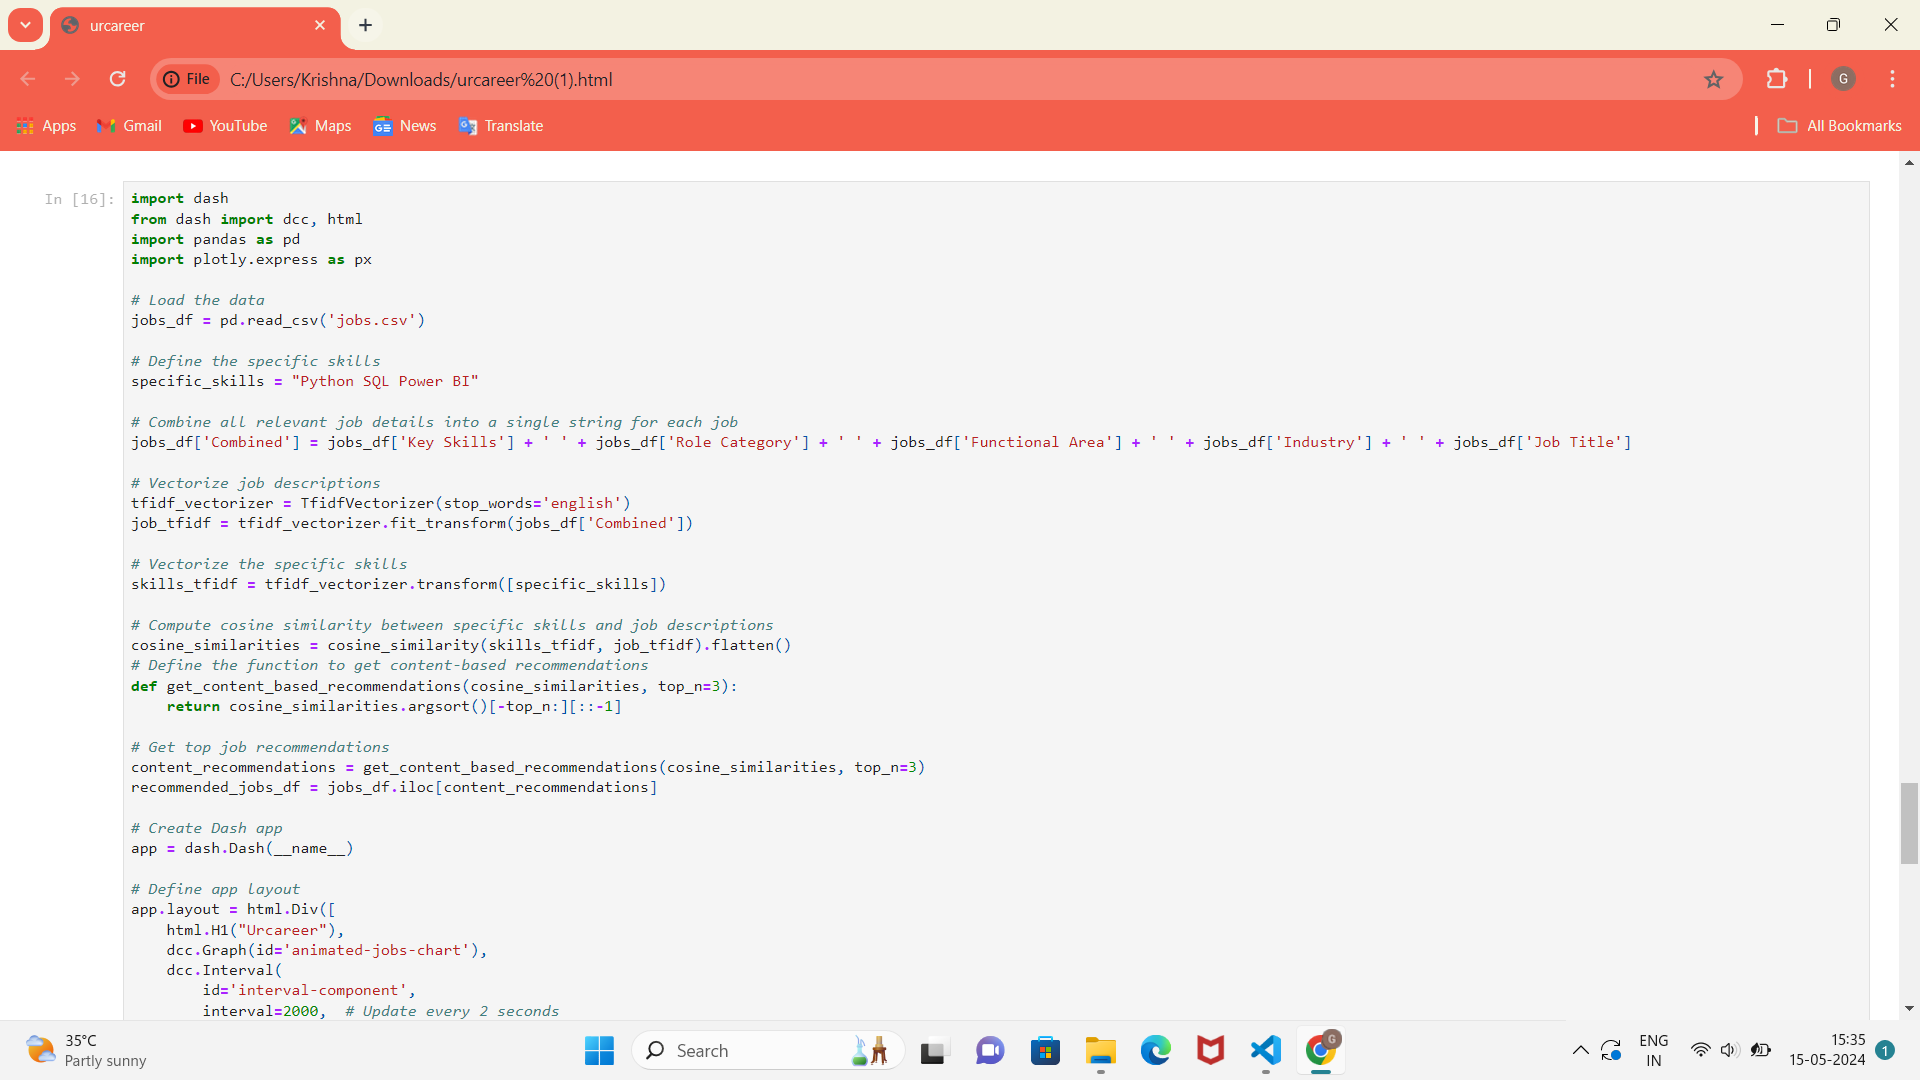 urcareer
File
C:/Users/Krishna/Downloads/urcareer%20(1).html
G
Apps
Gmail
YouTube
Maps
News
Translate
All Bookmarks
In [16]:
import dash
from dash import dcc, html
import pandas as pd
import plotly.express as px
# Load the data
jobs_df = pd.read_csv('jobs.csv')
# Define the specific skills
specific_skills = "Python SQL Power BI"
# Combine all relevant job details into a single string for each job
jobs_df['Combined'] = jobs_df['Key Skills'] + ' ' + jobs_df['Role Category'] + ' ' + jobs_df['Functional Area'] + ' ' + jobs_df['Industry'] + ' ' + jobs_df['Job Title']
# Vectorize job descriptions
tfidf_vectorizer = TfidfVectorizer(stop_words='english')
job_tfidf = tfidf_vectorizer.fit_transform(jobs_df['Combined'])
# Vectorize the specific skills
skills_tfidf = tfidf_vectorizer.transform([specific_skills])
# Compute cosine similarity between specific skills and job descriptions
cosine_similarities = cosine_similarity(skills_tfidf, job_tfidf).flatten()
# Define the function to get content-based recommendations
def get_content_based_recommendations(cosine_similarities, top_n=3):
    return cosine_similarities.argsort()[-top_n:][::-1]
# Get top job recommendations
content_recommendations = get_content_based_recommendations(cosine_similarities, top_n=3)
recommended_jobs_df = jobs_df.iloc[content_recommendations]
# Create Dash app
app = dash.Dash(__name__)
# Define app layout
app.layout = html.Div([
    html.H1("Urcareer"),
    dcc.Graph(id='animated-jobs-chart'),
    dcc.Interval(
        id='interval-component',
        interval=2000,  # Update every 2 seconds
35°C
Partly sunny
Search
G
ENG
IN
15:35
15-05-2024
1